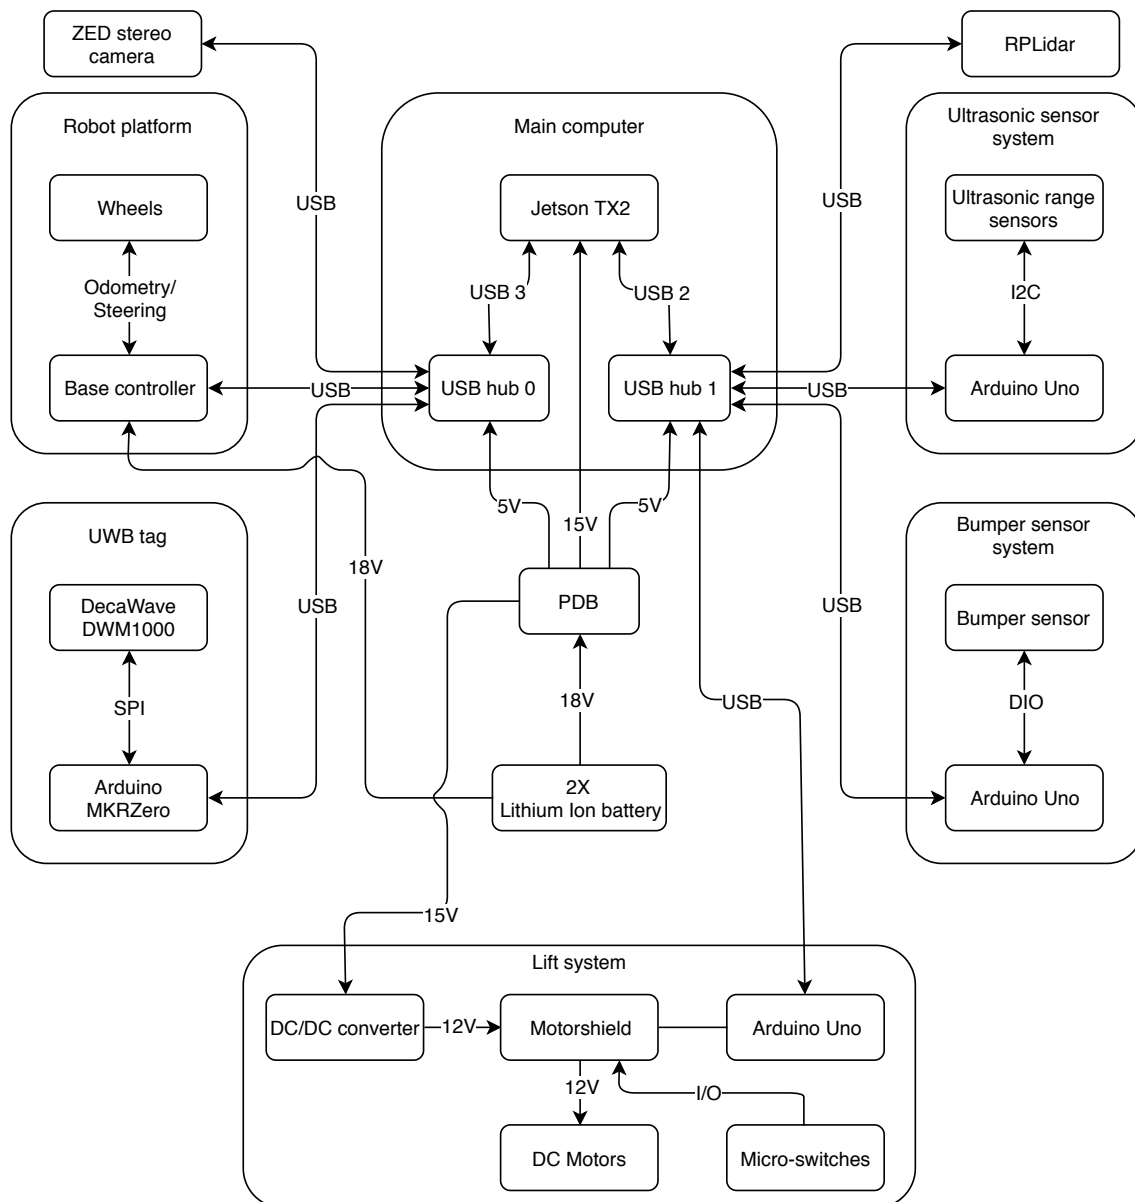 ZED stereo
camera
RPLidar
Robot platform
Main computer
Ultrasonic sensor
system
Wheels
Jetson TX2
Ultrasonic range
sensors
USB
USB
Odometry/
Steering
USB 3
USB 2
I2C
Base controller
USB
USB hub 0
USB hub 1
USB
Arduino Uno
5V
15V
5V
UWB tag
18V
Bumper sensor
system
DecaWave
DWM1000
USB
PDB
USB
Bumper sensor
SPI
18V
USB
DIO
Arduino
MKRZero
2X
Lithium Ion battery
Arduino Uno
15V
Lift system
DC/DC converter
12V
Motorshield
Arduino Uno
12V
I/O
DC Motors
Micro-switches